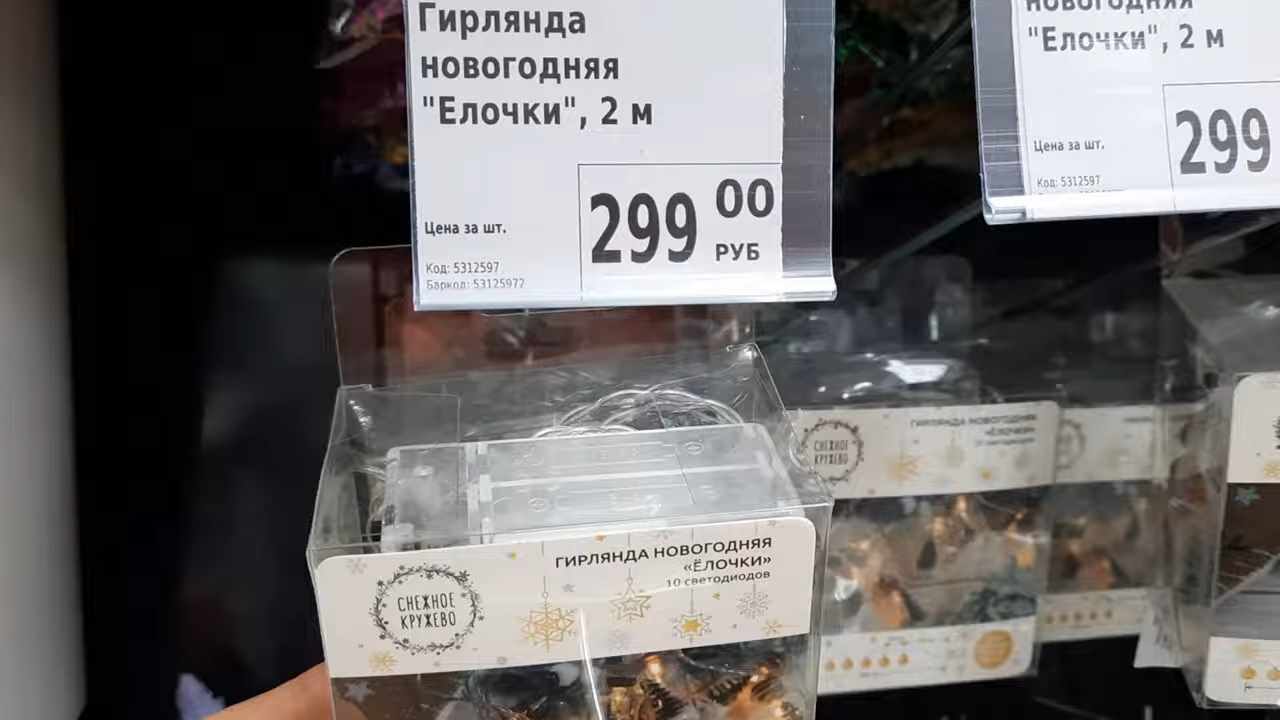 Гирлянда
новогодняя
"Елочки", 2 м
Цена за шт.
299 00
РУБ
Код: 5312597
Баркод: 53125972
новогодняя
"Елочки", 2 м
Цена за шт.
299
Код: 5312597
ГИРЛЯНДА НОВОГОДНЯЯ
«ЁЛОЧКИ»
10 светодиодов
СНЕЖНОЕ
КРУЖЕВО
ГИРЛЯНДА НОВОГОДНЯЯ
«ЁЛОЧКИ»
СНЕЖНОЕ
КРУЖЕВО